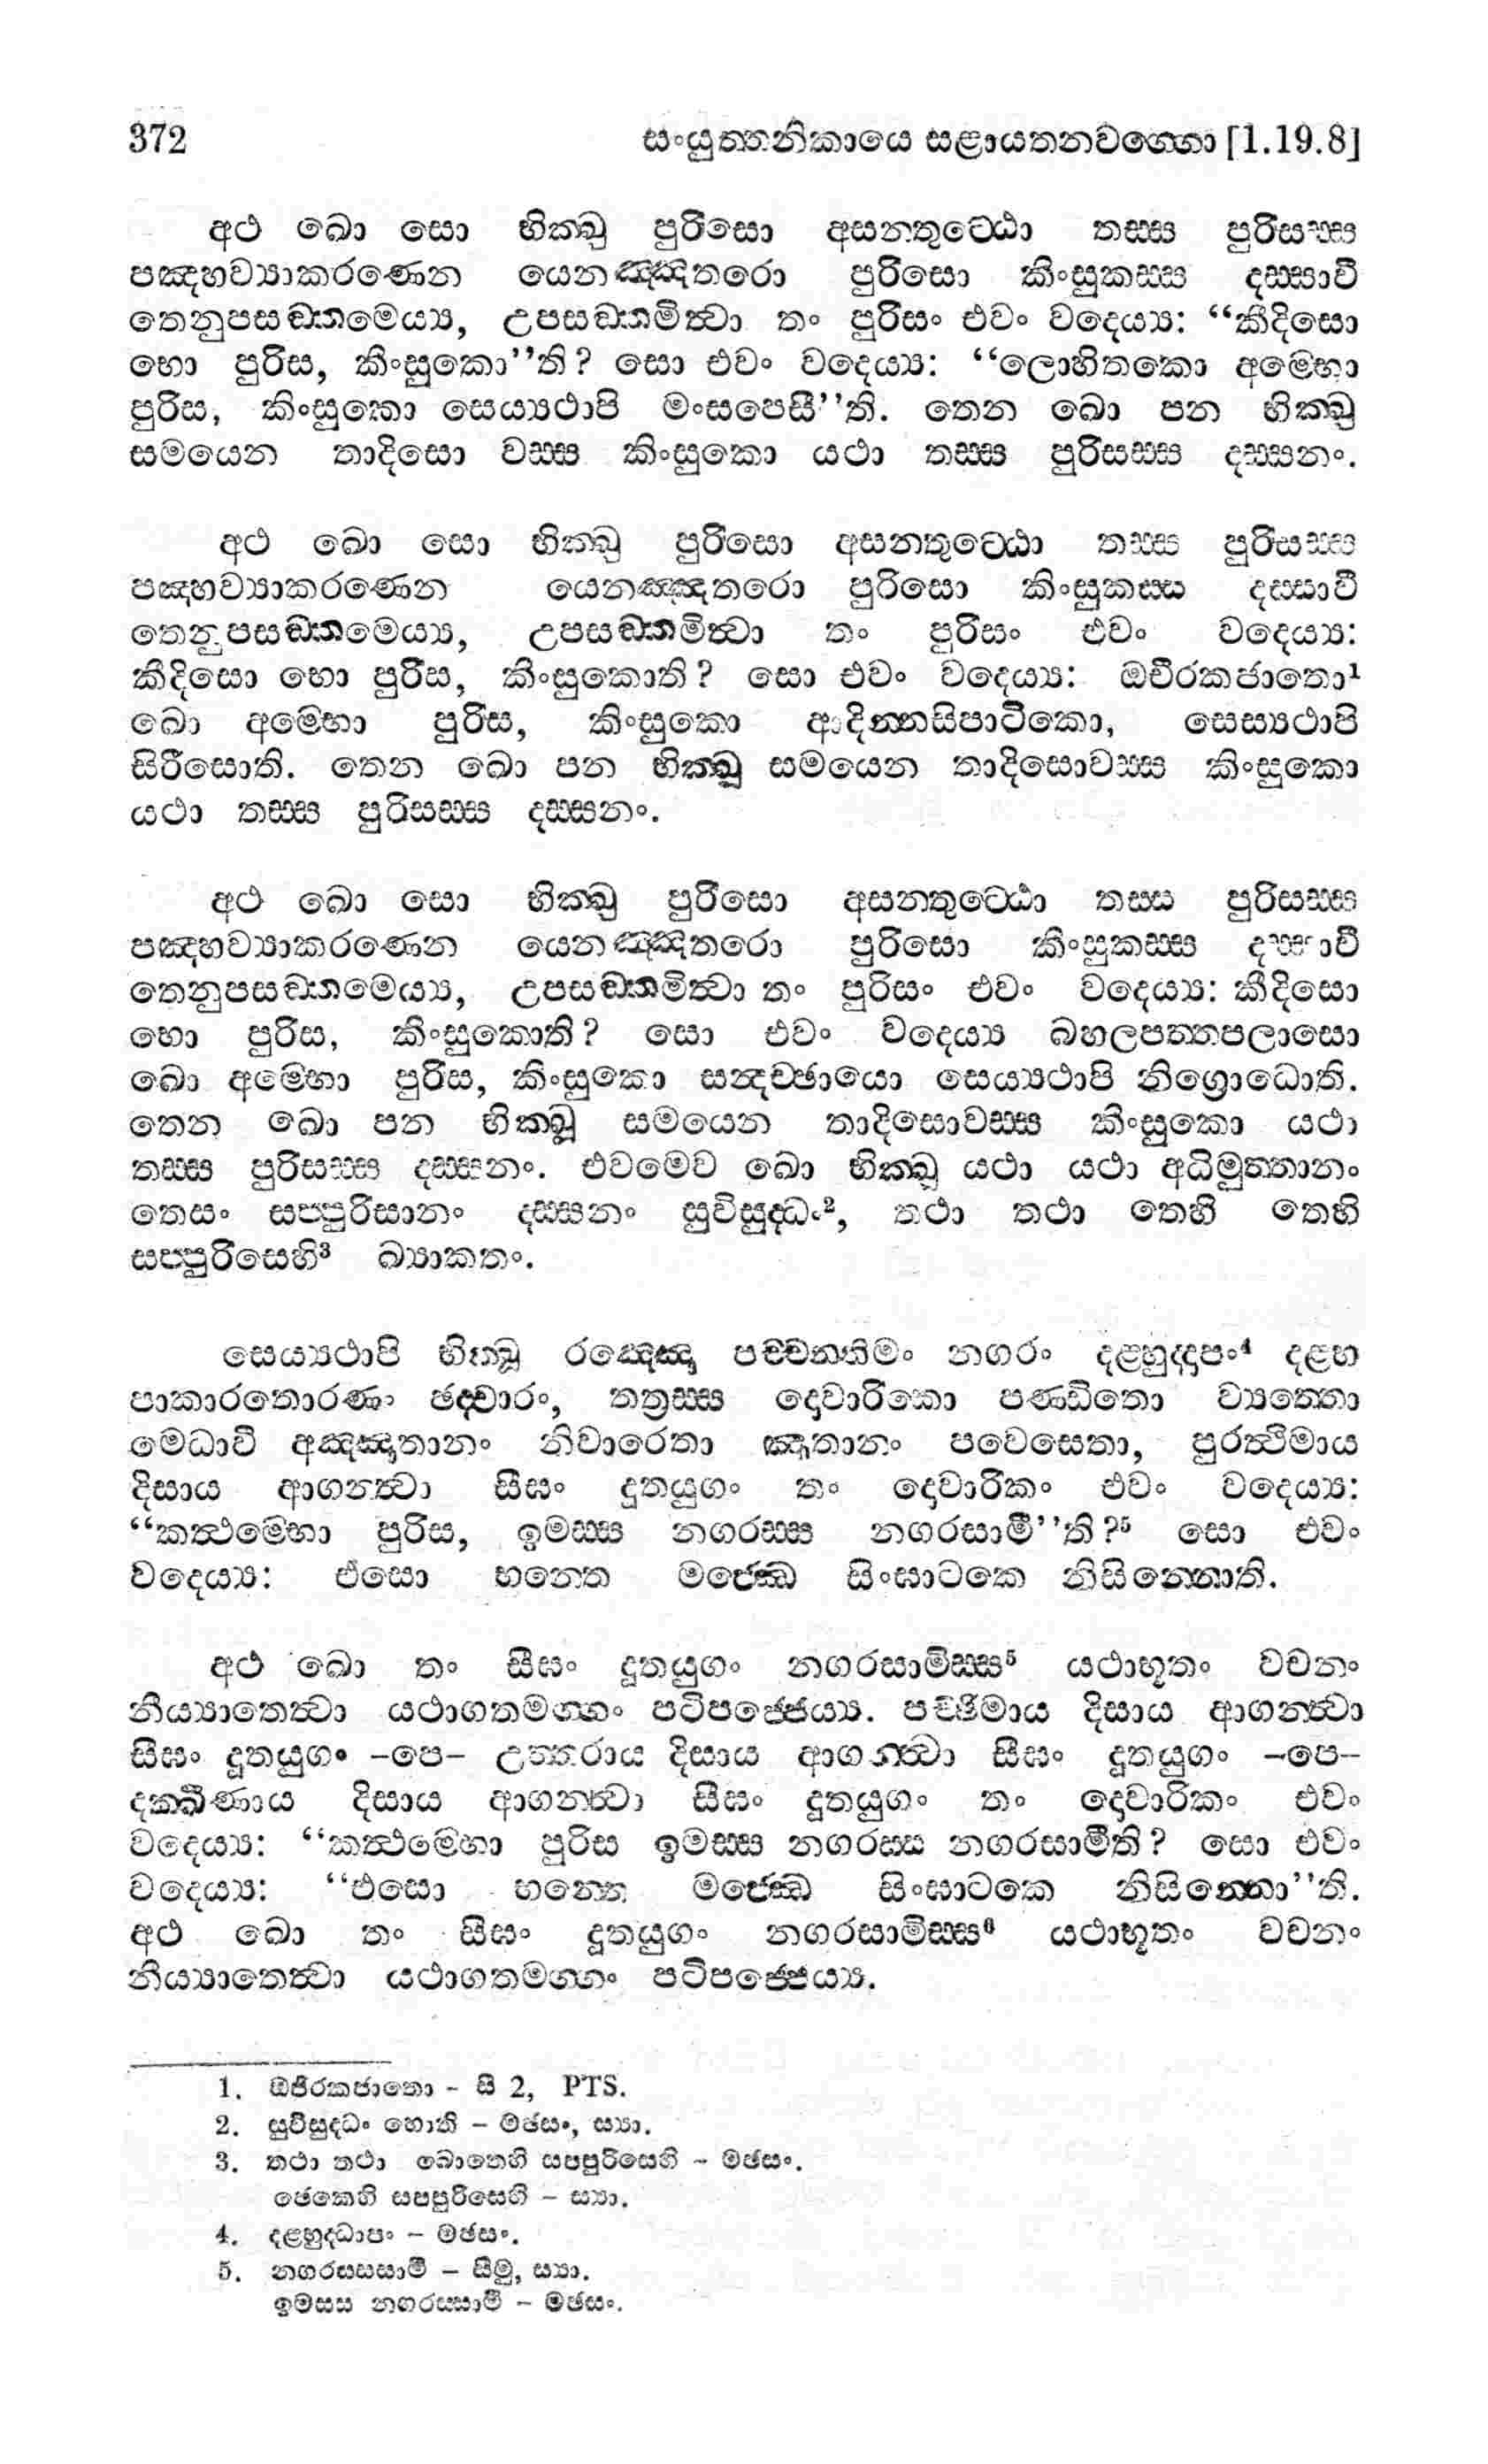 372 සංයුත්තනිකායෙ සළායතනවග්ගො [1.19.8]
අථ ඛො සො භික්ඛු පුරිසො අසන්තුට්ඨො තස්ස පුරිසස්ස
පඤ්හව්‍යාකරණෙන යෙනඤ්ඤතරො පුරිසො කිංසුකස්ස දස්සාවී
තෙනුපසඞ්කමෙය්‍ය, උපසඞ්කමිත්‍වා තං පුරිසං එවං වදෙය්‍ය: “කීදිසො
භො පුරිස, කිංසුකො”ති? සො එවං වදෙය්‍ය: “ලොහිතකො අම්භො
පුරිස, කිංසුකො සෙය්‍යථාපි මංසපෙසී”ති. තෙන ඛො පන භික්ඛු
සමයෙන තාදිසො වස්ස කිංසුකො යථා තස්ස පුරිසස්ස දස්සනං.
අථ ඛො සො භික්ඛු පුරිසො අසන්තුට්ඨො තස්ස පුරිසස්ස
පඤ්හව්‍යාකරණෙන යෙනඤ්ඤතරො පුරිසො කිංසුකස්ස දස්සාවී
තෙනුපසඞ්කමෙය්‍ය, උපසඞ්කමිත්‍වා තං පුරිසං එවං වදෙය්‍ය:
කීදිසො භො පුරිස, කිංසුකොති? සො එවං වදෙය්‍ය: ඔචීරකජාතො¹
ඛො අම්භො පුරිස, කිංසුකො ආදින්නසිපාටිකො, සෙස්‍යථාපි
සිරීසොති. තෙන ඛො පන භික්ඛු සමයෙන තාදිසොවස්ස කිංසුකො
යථා තස්ස පුරිසස්ස දස්සනං.
අථ ඛො සො භික්ඛු පුරිසො අසන්තුට්ඨො තස්ස පුරිසස්ස
පඤ්හව්‍යාකරණෙන යෙනඤ්ඤතරො පුරිසො කිංසුකස්ස දස්සාවී
තෙනුපසඞ්කමෙය්‍ය, උපසඞ්කමිත්‍වා තං පුරිසං එවං වදෙය්‍ය: කීදිසො
භො පුරිස, කිංසුකොති? සො එවං වදෙය්‍ය බහලපත්තපලාසො
ඛො අම්භො පුරිස, කිංසුකො සන්දච්ඡායො සෙය්‍යථාපි නිග්‍රොධොති.
තෙන ඛො පන භික්ඛූ සමයෙන තාදිසොවස්ස කිංසුකො යථා
තස්ස පුරිසස්ස දස්සනං. එවමෙව ඛො භික්ඛු යථා යථා අධිමුත්තානං
තෙසං සප්පුරිසානං දස්සනං සුවිසුද්ධං², තථා තථා තෙහි තෙහි
සප්පුරිසෙහි³ ඛ්‍යාකතං.
සෙය්‍යථාපි භික්ඛු රඤ්ඤො පච්චන්තිමං නගරං දළ්හුද්දාපං⁴ දළ්හ
පාකාරතොරණං ඡද්වාරං, තත්‍රස්ස දොවාරිකො පණ්ඩිතො ව්‍යත්තො
මෙධාවි අඤ්ඤාතානං නිවාරෙතා ඤාතානං පවෙසෙතා, පුරත්‍ථිමාය
දිසාය ආගන්ත්‍වා සීඝං දූතයුගං තං දොවාරිකං එවං වදෙය්‍ය:
“කත්‍ථම්භො පුරිස, ඉමස්ස නගරස්ස නගරසාමී”ති?⁵ සො එවං
වදෙය්‍ය: ඒසො භන්තෙ මජ්ඣෙ සිංඝාටකෙ නිසින්නොති.
අථ ඛො තං සීඝං දූතයුගං නගරසාමිස්ස⁵ යථාභූතං වචනං
නීය්‍යාතෙත්‍වා යථාගතමග්ගං පටිපජ්ජෙය්‍ය. පච්ඡිමාය දිසාය ආගන්ත්‍වා
සීඝං දූතයුගං –පෙ– උත්තරාය දිසාය ආගන්ත්‍වා සීඝං දූතයුගං –පෙ–
දක්ඛිණාය දිසාය ආගන්ත්‍වා සීඝං දූතයුගං තං දොවාරිකං එවං
වදෙය්‍ය: “කත්‍ථම්භො පුරිස ඉමස්ස නගරස්ස නගරසාමීති? සො එවං
වදෙය්‍ය: “එසො භන්තෙ මජ්ඣෙ සිංඝාටකෙ නිසින්නො”ති.
අථ ඛො තං සීඝං දූතයුගං නගරසාමිස්ස⁶ යථාභූතං වචනං
නීය්‍යාතෙත්‍වා යථාගතමග්ගං පටිපජ්ජෙය්‍ය.
1. ඔජීරකජාතො - සී 2, PTS.
2. සුවිසුද්ධං හොති – මඡසං, ස්‍යා.
3. තථා තථා ඛොතෙහි සප්පුරිසෙහි – මඡසං.
ඡෙකෙහි සප්පුරිසෙහි – ස්‍යා.
4. දළ්හුද්ධාපං – මඡසං.
5. නගරස්සසාමී – සීමු, ස්‍යා.
ඉමස්ස නගරස්සාමී – මඡසං.